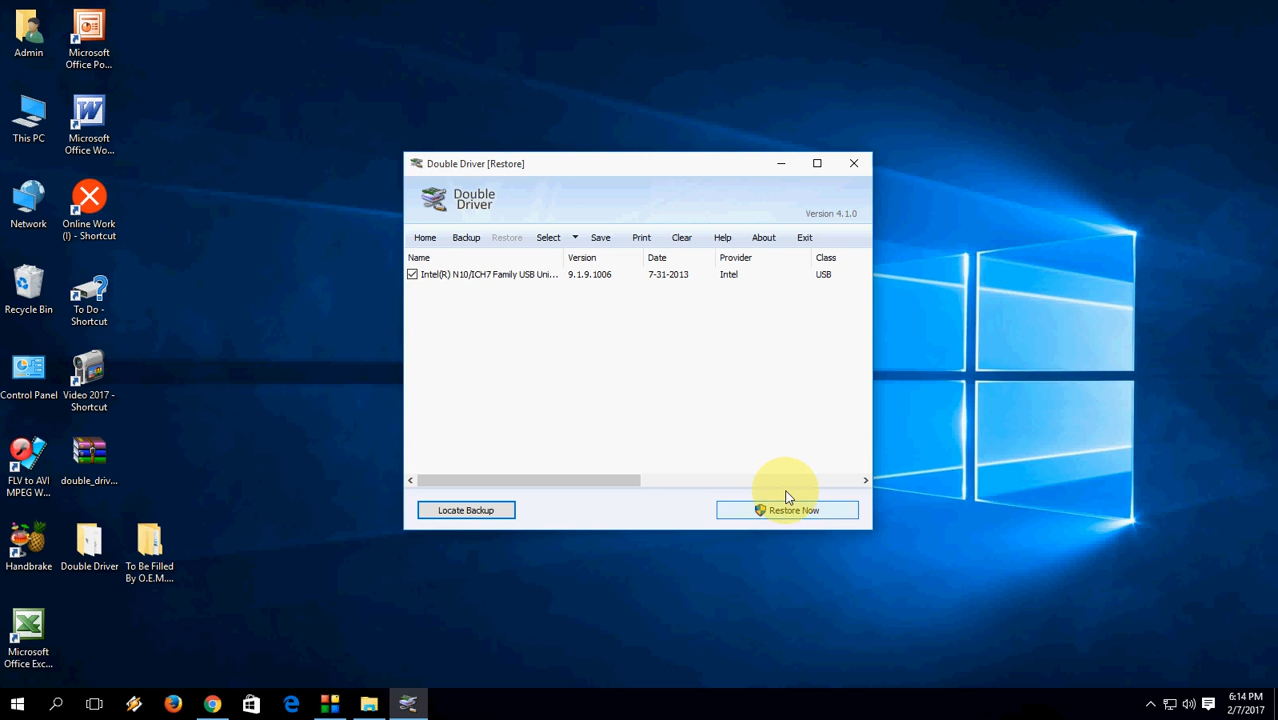 Admin
Microsoft
Office Po...
This PC
Microsoft
Office Wo...
Network
Online Work
(I) - Shortcut
Recycle Bin
To Do -
Shortcut
Control Panel
Video 2017 -
Shortcut
FLV to AVI
MPEG W...
double_driv...
Handbrake
Double Driver
To Be Filled
By O.E.M....
Microsoft
Office Exc...
Double Driver [Restore]
Double
Driver
Version 4.1.0
Home Backup Restore Select Save Print Clear Help About Exit
Name Version Date Provider Class
Intel(R) N10/ICH7 Family USB Uni... 9.1.9.1006 7-31-2013 Intel USB
Locate Backup
Restore Now
6:14 PM
2/7/2017